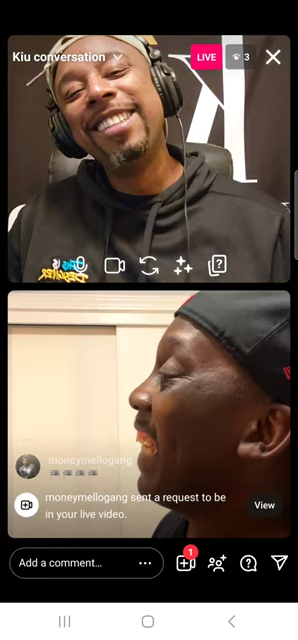 Kiu conversation
LIVE
3
moneymellogang
moneymellogang sent a request to be
in your live video.
View
1
Add a comment...